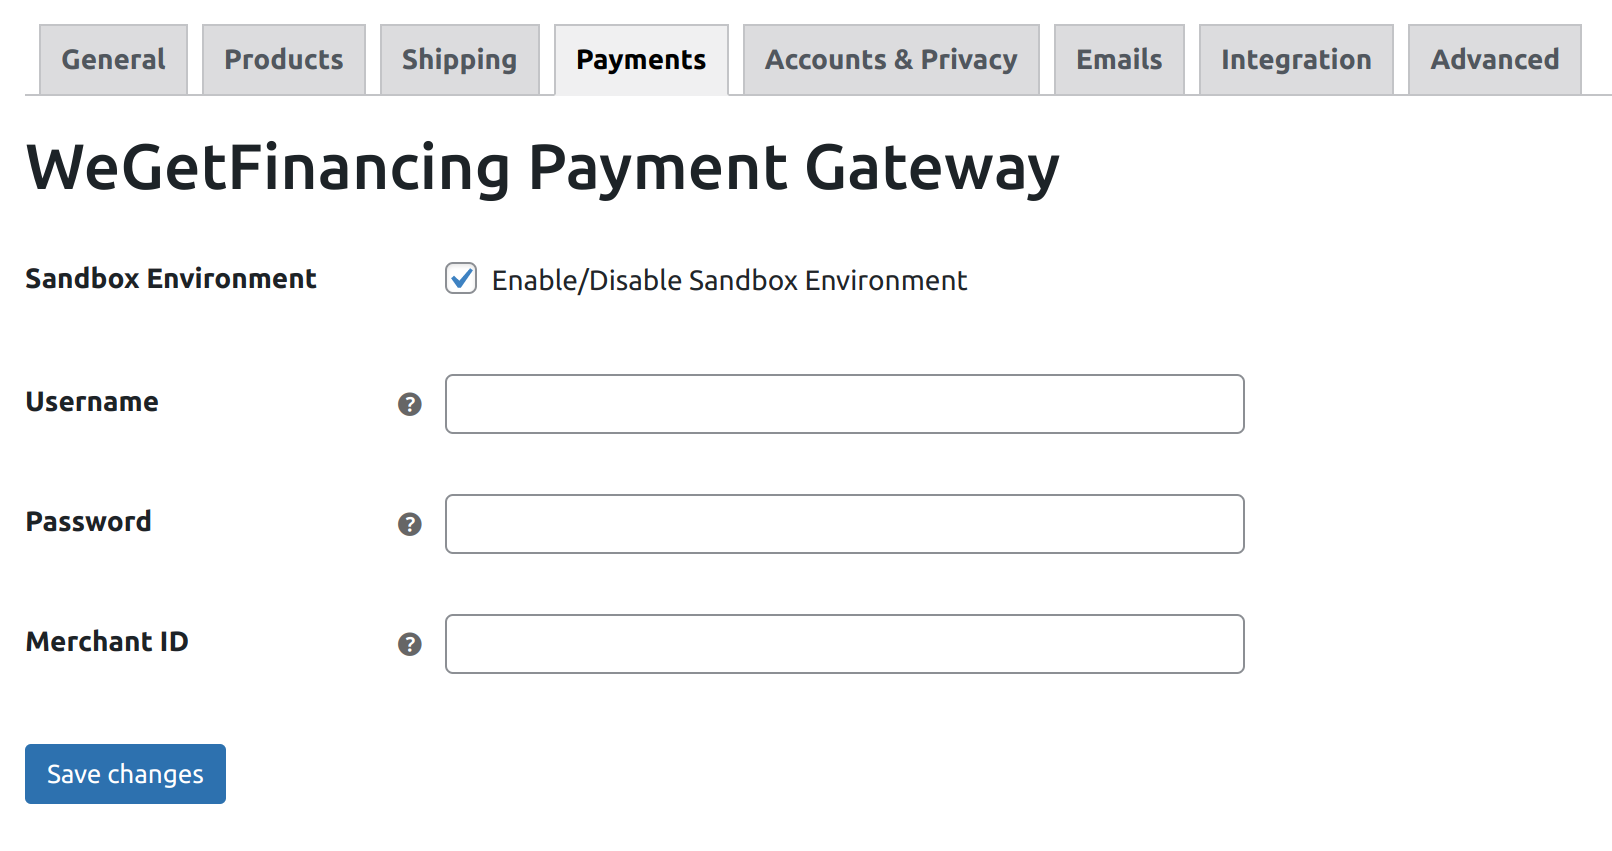 General Products Shipping Payments Accounts & Privacy Emails Integration Advanced
WeGetFinancing Payment Gateway
Sandbox Environment Enable/Disable Sandbox Environment
Username ?
Password ?
Merchant ID ?
Save changes